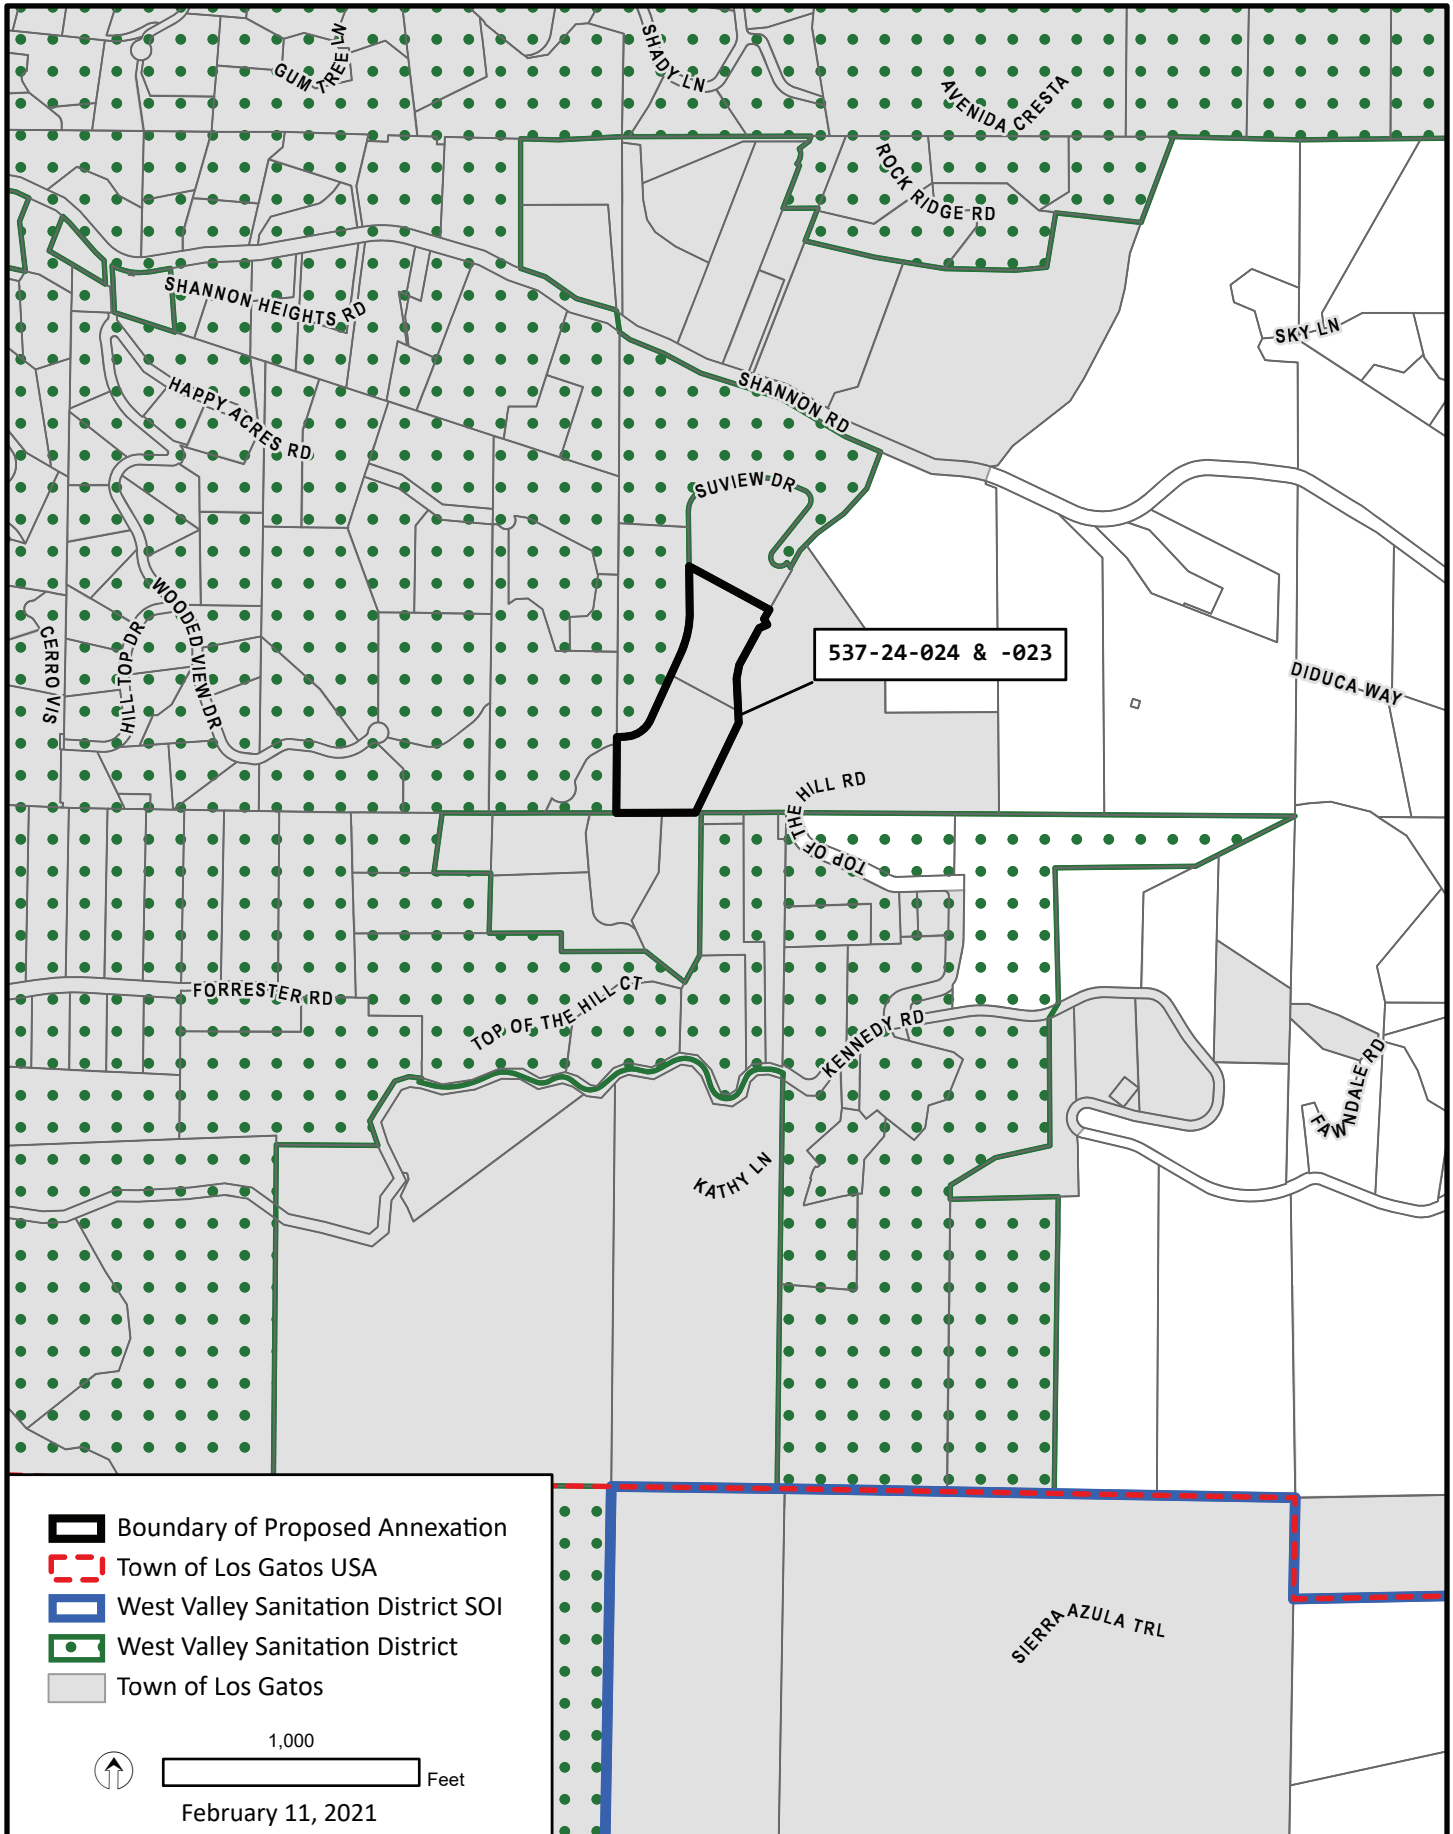 GUM TREE LN
SHADY LN
AVENIDA CRESTA
ROCK RIDGE RD
SHANNON HEIGHTS RD
SKY LN
HAPPY ACRES RD
SHANNON RD
SUVIEW DR
WOODED VIEW DR
HILLTOP DR
CERRO VIS
537-24-024 & -023
DIDUCA WAY
TOP OF THE HILL RD
FORRESTER RD
TOP OF THE HILL CT
KENNEDY RD
FAWNDALE RD
KATHY LN
SIERRA AZULA TRL
Boundary of Proposed Annexation
Town of Los Gatos USA
West Valley Sanitation District SOI
West Valley Sanitation District
Town of Los Gatos
1,000
Feet
February 11, 2021